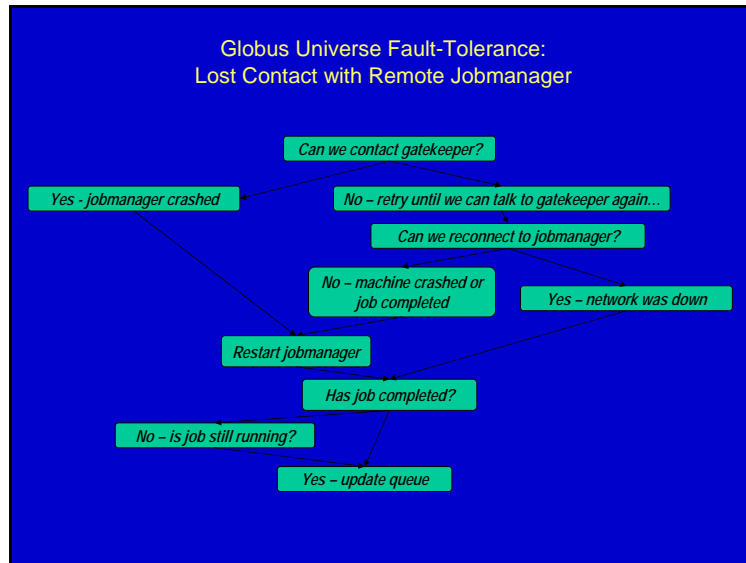 Globus Universe Fault-Tolerance:
Lost Contact with Remote Jobmanager
Can we contact gatekeeper?
Yes - jobmanager crashed
No – retry until we can talk to gatekeeper again…
Can we reconnect to jobmanager?
No – machine crashed or
job completed
Yes – network was down
Restart jobmanager
Has job completed?
No – is job still running?
Yes – update queue